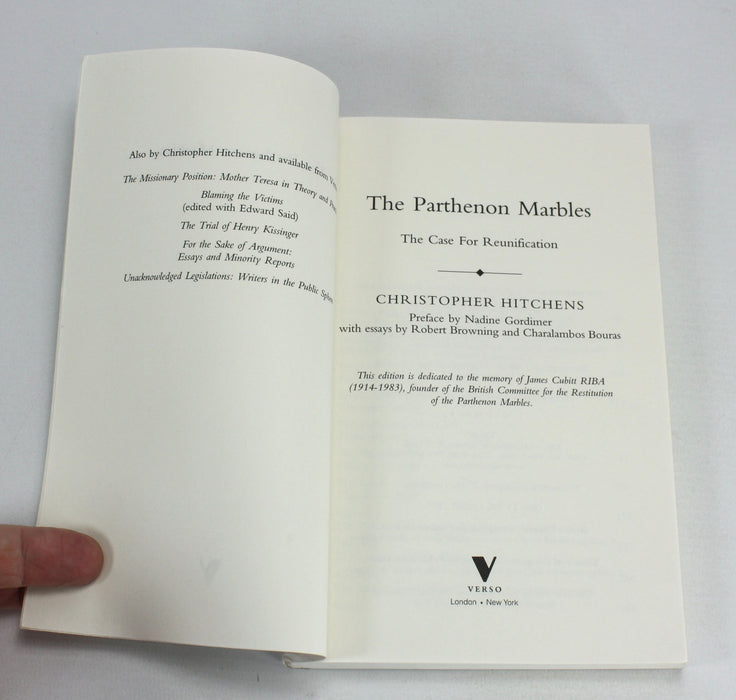 Also by Christopher Hitchens and available from
The Missionary Position: Mother Teresa in Theory and
Blaming the Victims
(edited with Edward Said)
The Trial of Henry Kissinger
For the Sake of Argument:
Essays and Minority Reports
Unacknowledged Legislations: Writers in the Public
The Parthenon Marbles
The Case For Reunification
CHRISTOPHER HITCHENS
Preface by Nadine Gordimer
with essays by Robert Browning and Charalambos Bouras
This edition is dedicated to the memory of James Cubitt RIBA
(1914-1983), founder of the British Committee for the Restitution
of the Parthenon Marbles.
V
VERSO
London • New York